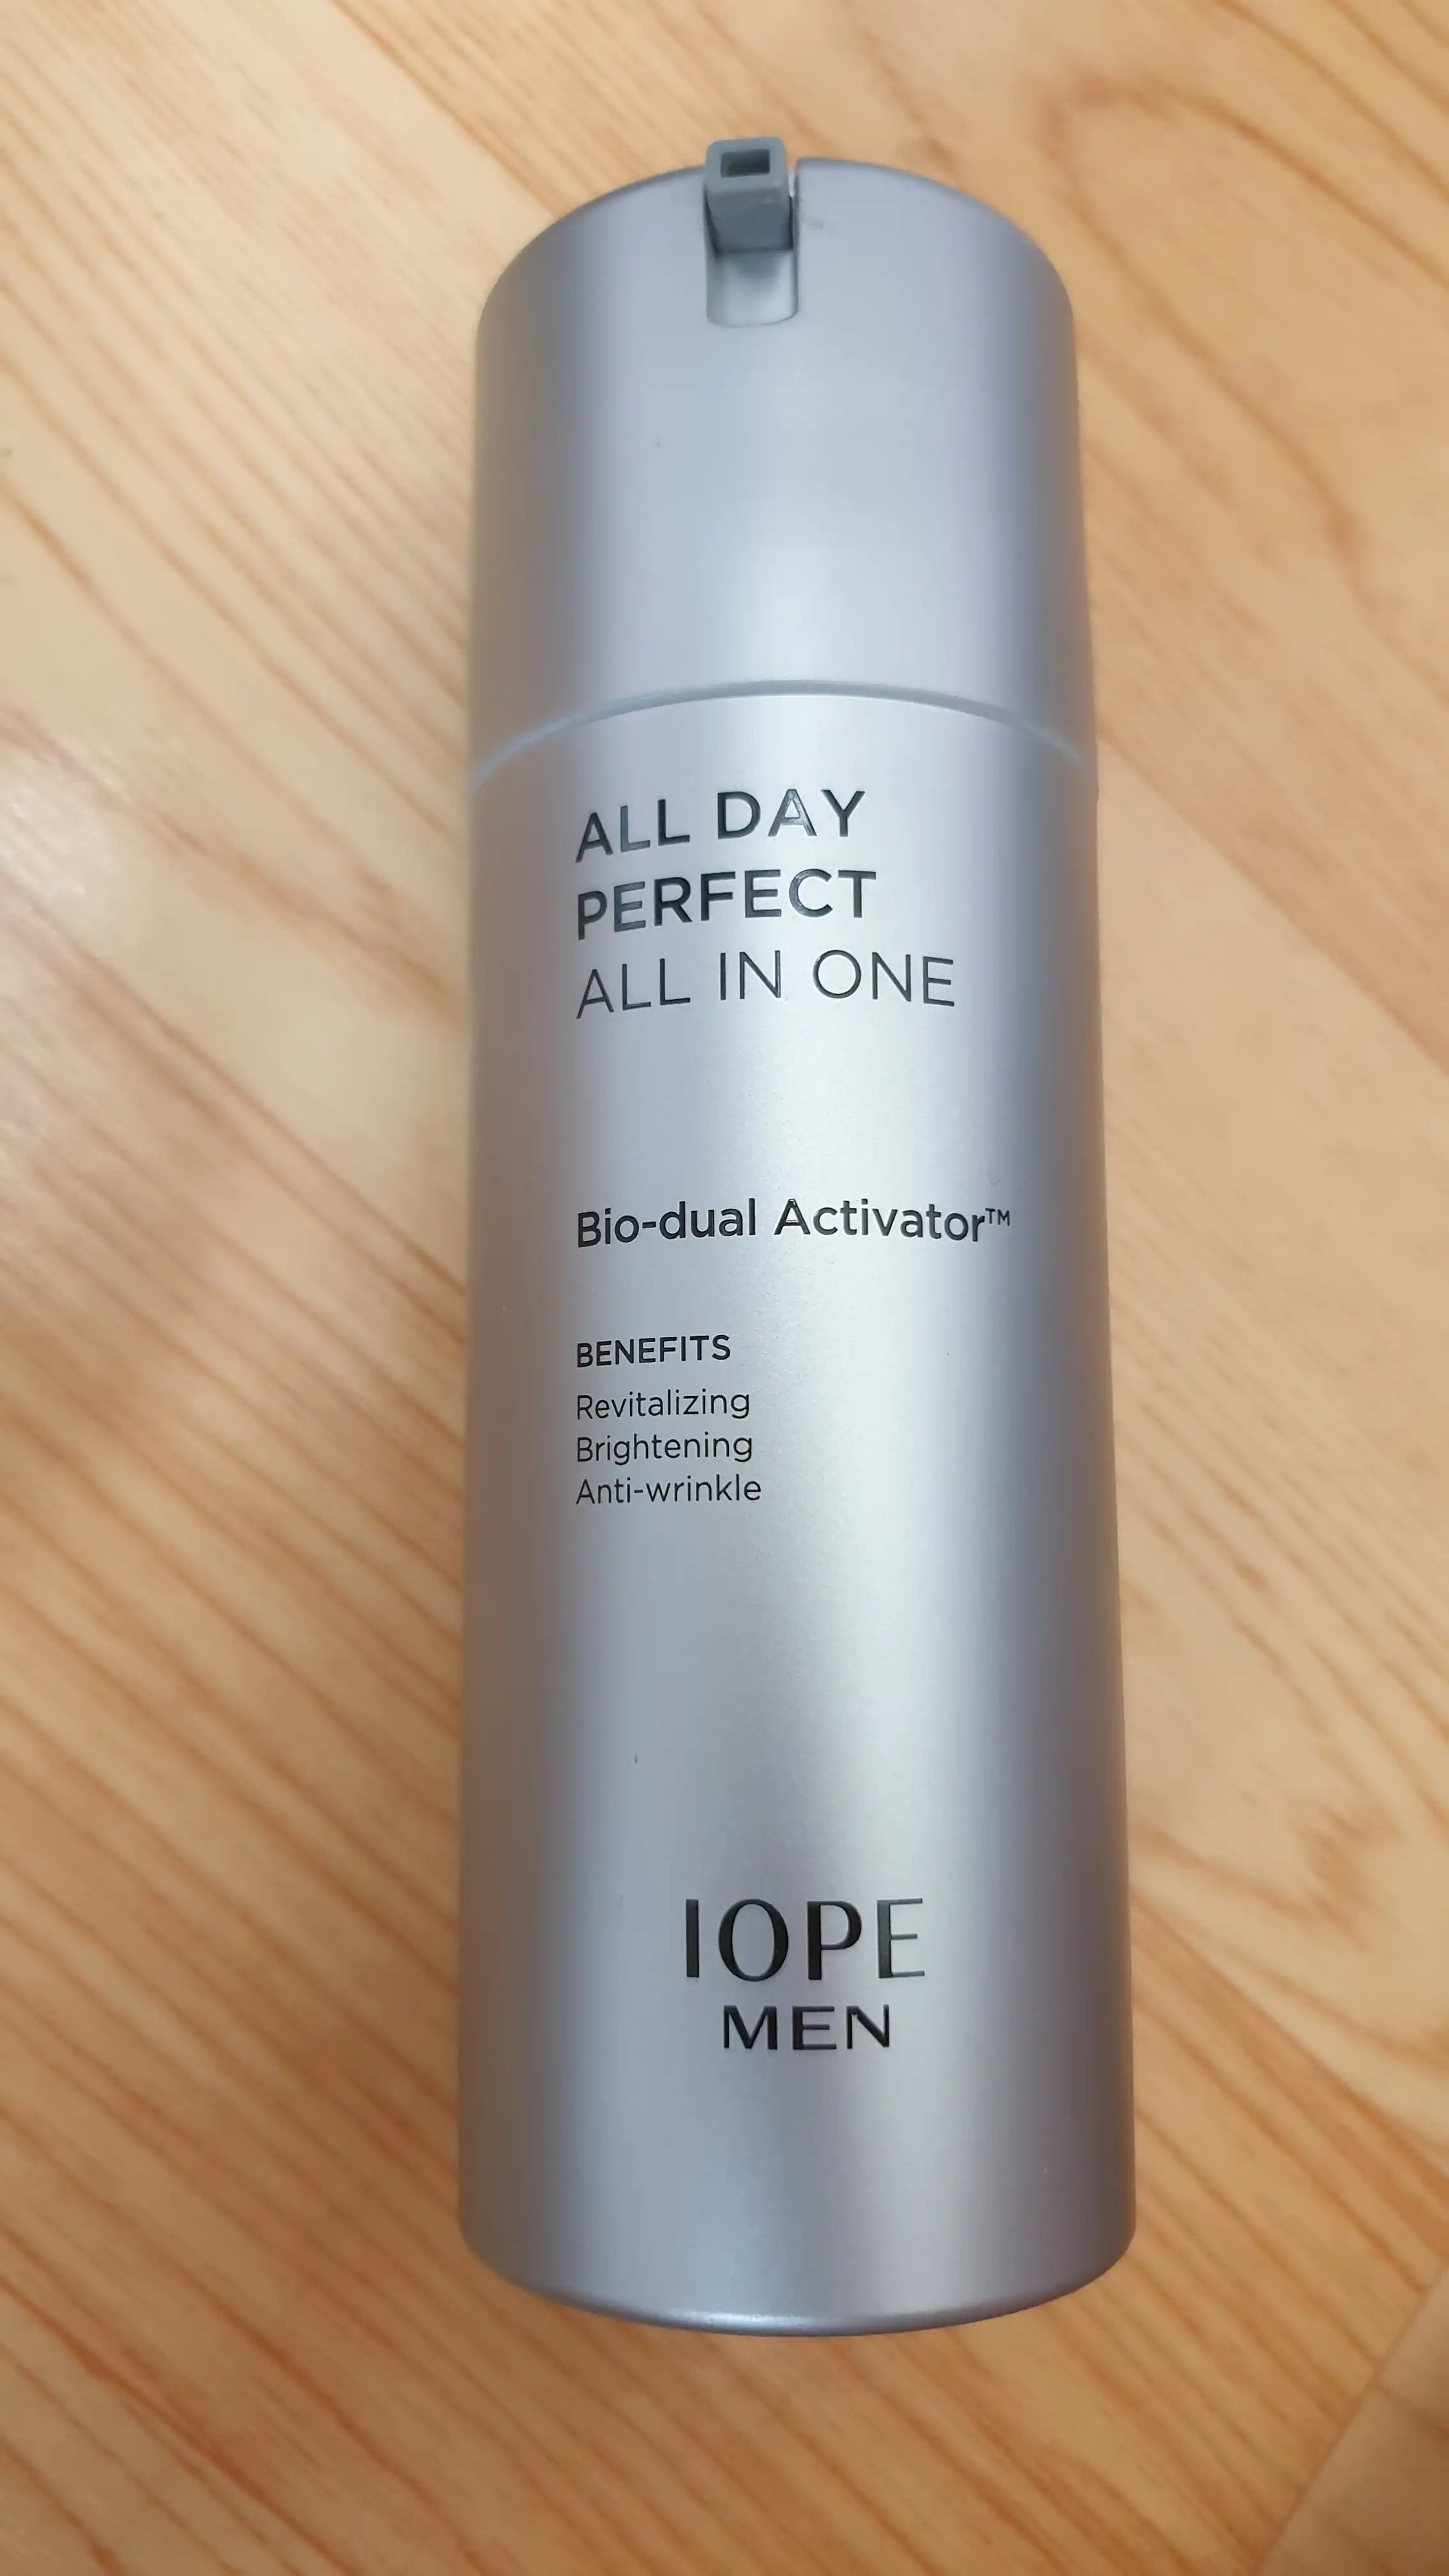 ALL DAY
PERFECT
ALL IN ONE
Bio-dual Activator™
BENEFITS
Revitalizing
Brightening
Anti-wrinkle
IOPE
MEN